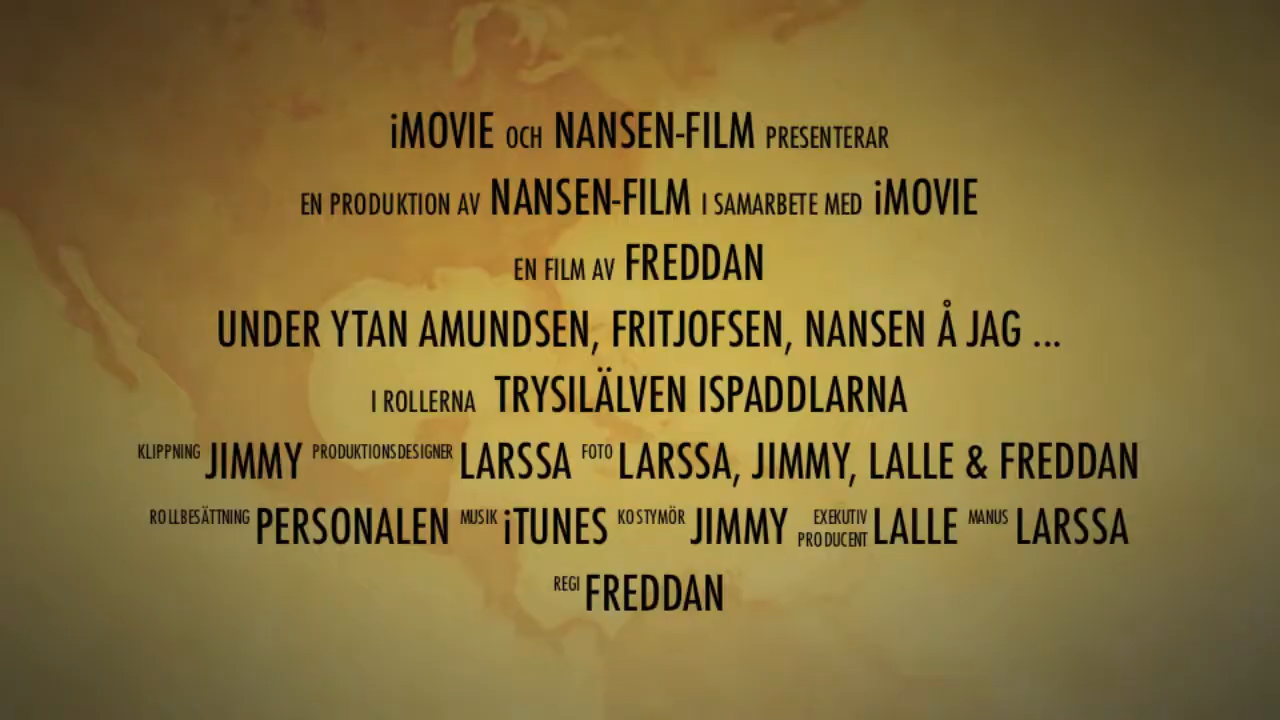 iMOVIE OCH NANSEN-FILM PRESENTERAR
EN PRODUKTION AV NANSEN-FILM I SAMARBETE MED iMOVIE
EN FILM AV FREDDAN
UNDER YTAN AMUNDSEN, FRITJOFSEN, NANSEN Å JAG ...
I ROLLERNA TRYSILÄLVEN ISPADDLARNA
KLIPPNING JIMMY PRODUKTIONSDESIGNER LARSSA FOTO LARSSA, JIMMY, LALLE & FREDDAN
ROLLBESÄTTNING PERSONALEN MUSIK iTUNES KOSTYMÖR JIMMY EXEKUTIV PRODUCENT LALLE MANUS LARSSA
REGI FREDDAN